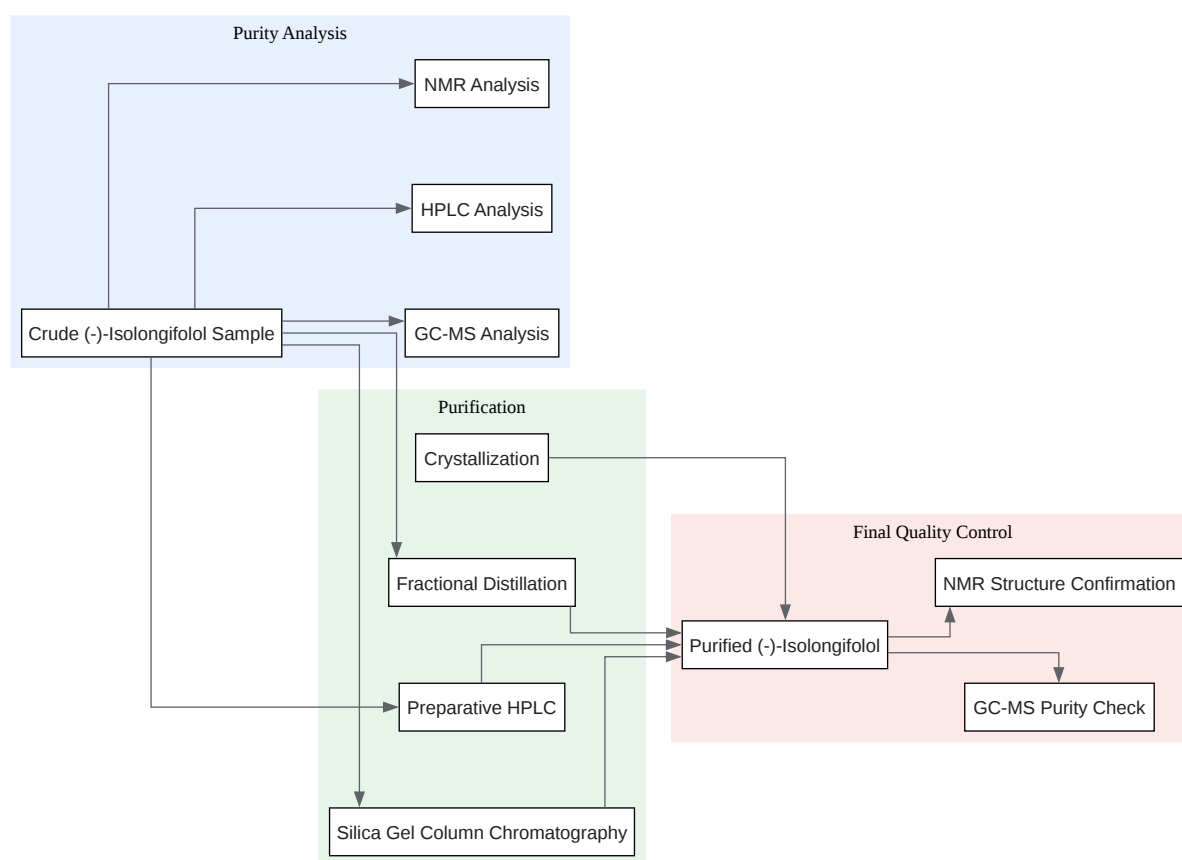 Purity Analysis
NMR Analysis
HPLC Analysis
Crude (-)-Isolongifolol Sample
GC-MS Analysis
Purification
Crystallization
Fractional Distillation
Preparative HPLC
Silica Gel Column Chromatography
Final Quality Control
NMR Structure Confirmation
Purified (-)-Isolongifolol
GC-MS Purity Check